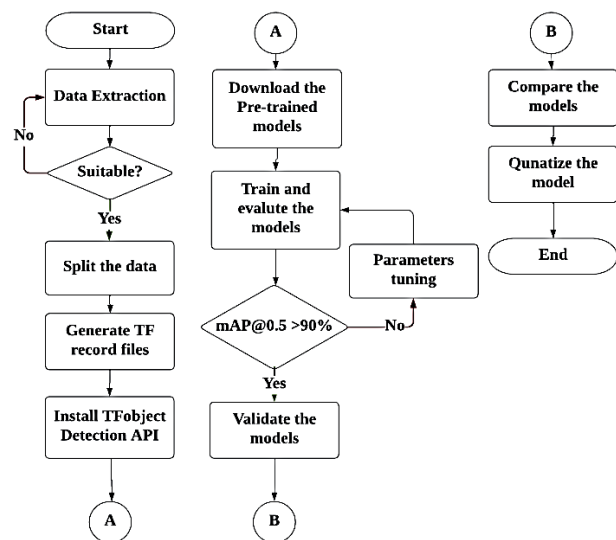 Start
Data Extraction
No
Suitable?
Yes
Split the data
Generate TF
record files
Install TFobject
Detection API
A
A
Download the
Pre-trained
models
Train and
evalute the
models
Parameters
tuning
mAP@0.5 >90%
No
Yes
Validate the
models
B
B
Compare the
models
Qunatize the
model
End